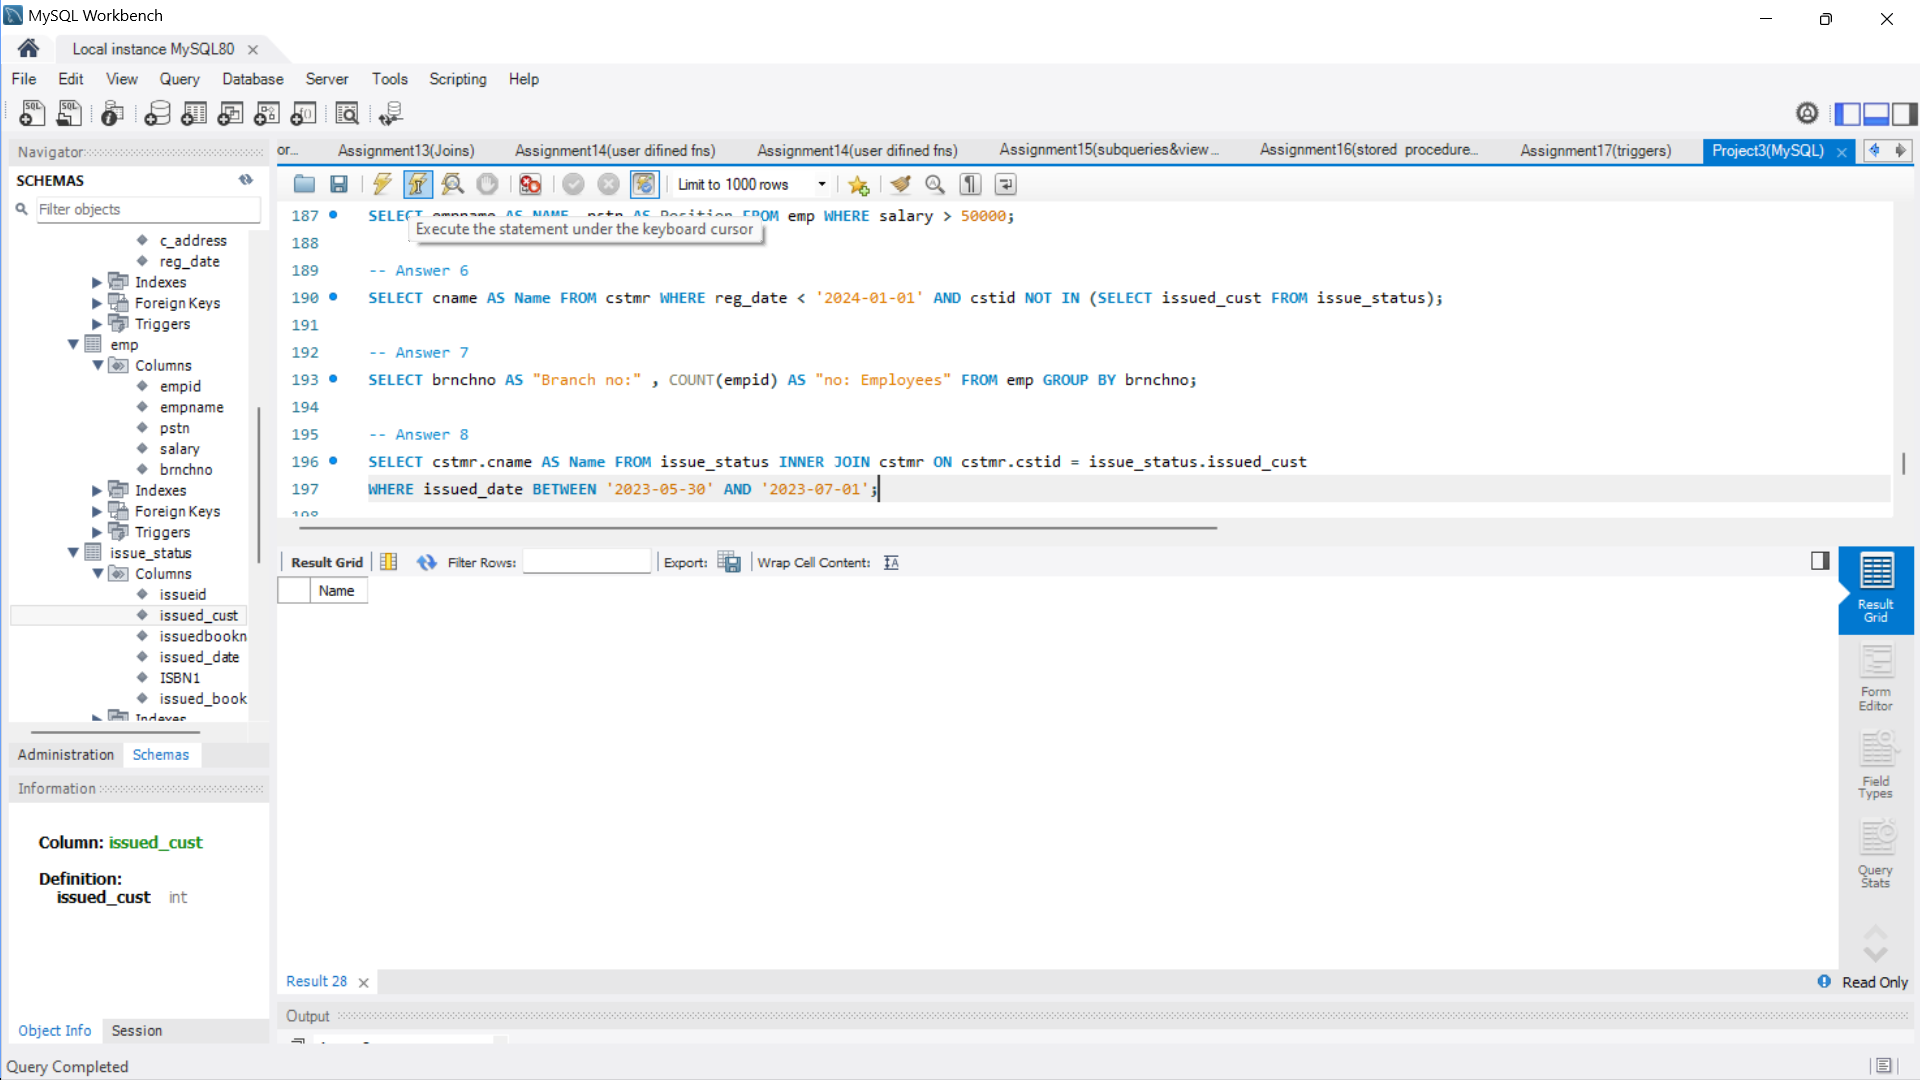 MySQL Workbench
Local instance MySQL80
File Edit View Query Database Server Tools Scripting Help
Navigator
SCHEMAS
Filter objects
c_address
reg_date
Indexes
Foreign Keys
Triggers
emp
Columns
empid
empname
pstn
salary
brnchno
Indexes
Foreign Keys
Triggers
issue_status
Columns
issueid
issued_cust
issuedbookn
issued_date
ISBN1
issued_book
Indexes
Administration Schemas
Information
Column: issued_cust
Definition:
issued_cust int
Object Info Session
Query Completed
or... Assignment13(Joins) Assignment14(user difined fns) Assignment14(user difined fns) Assignment15(subqueries&view... Assignment16(stored procedure... Assignment17(triggers) Project3(MySQL)
Limit to 1000 rows
187 SELECT empname AS NAME, pstn AS Position FROM emp WHERE salary > 50000;
Execute the statement under the keyboard cursor
188
189 -- Answer 6
190 SELECT cname AS Name FROM cstmr WHERE reg_date < '2024-01-01' AND cstid NOT IN (SELECT issued_cust FROM issue_status);
191
192 -- Answer 7
193 SELECT brnchno AS "Branch no:" , COUNT(empid) AS "no: Employees" FROM emp GROUP BY brnchno;
194
195 -- Answer 8
196 SELECT cstmr.cname AS Name FROM issue_status INNER JOIN cstmr ON cstmr.cstid = issue_status.issued_cust
197 WHERE issued_date BETWEEN '2023-05-30' AND '2023-07-01';
198
Result Grid Filter Rows: Export: Wrap Cell Content:
Name
Result
Grid
Form
Editor
Field
Types
Query
Stats
Result 28
Read Only
Output